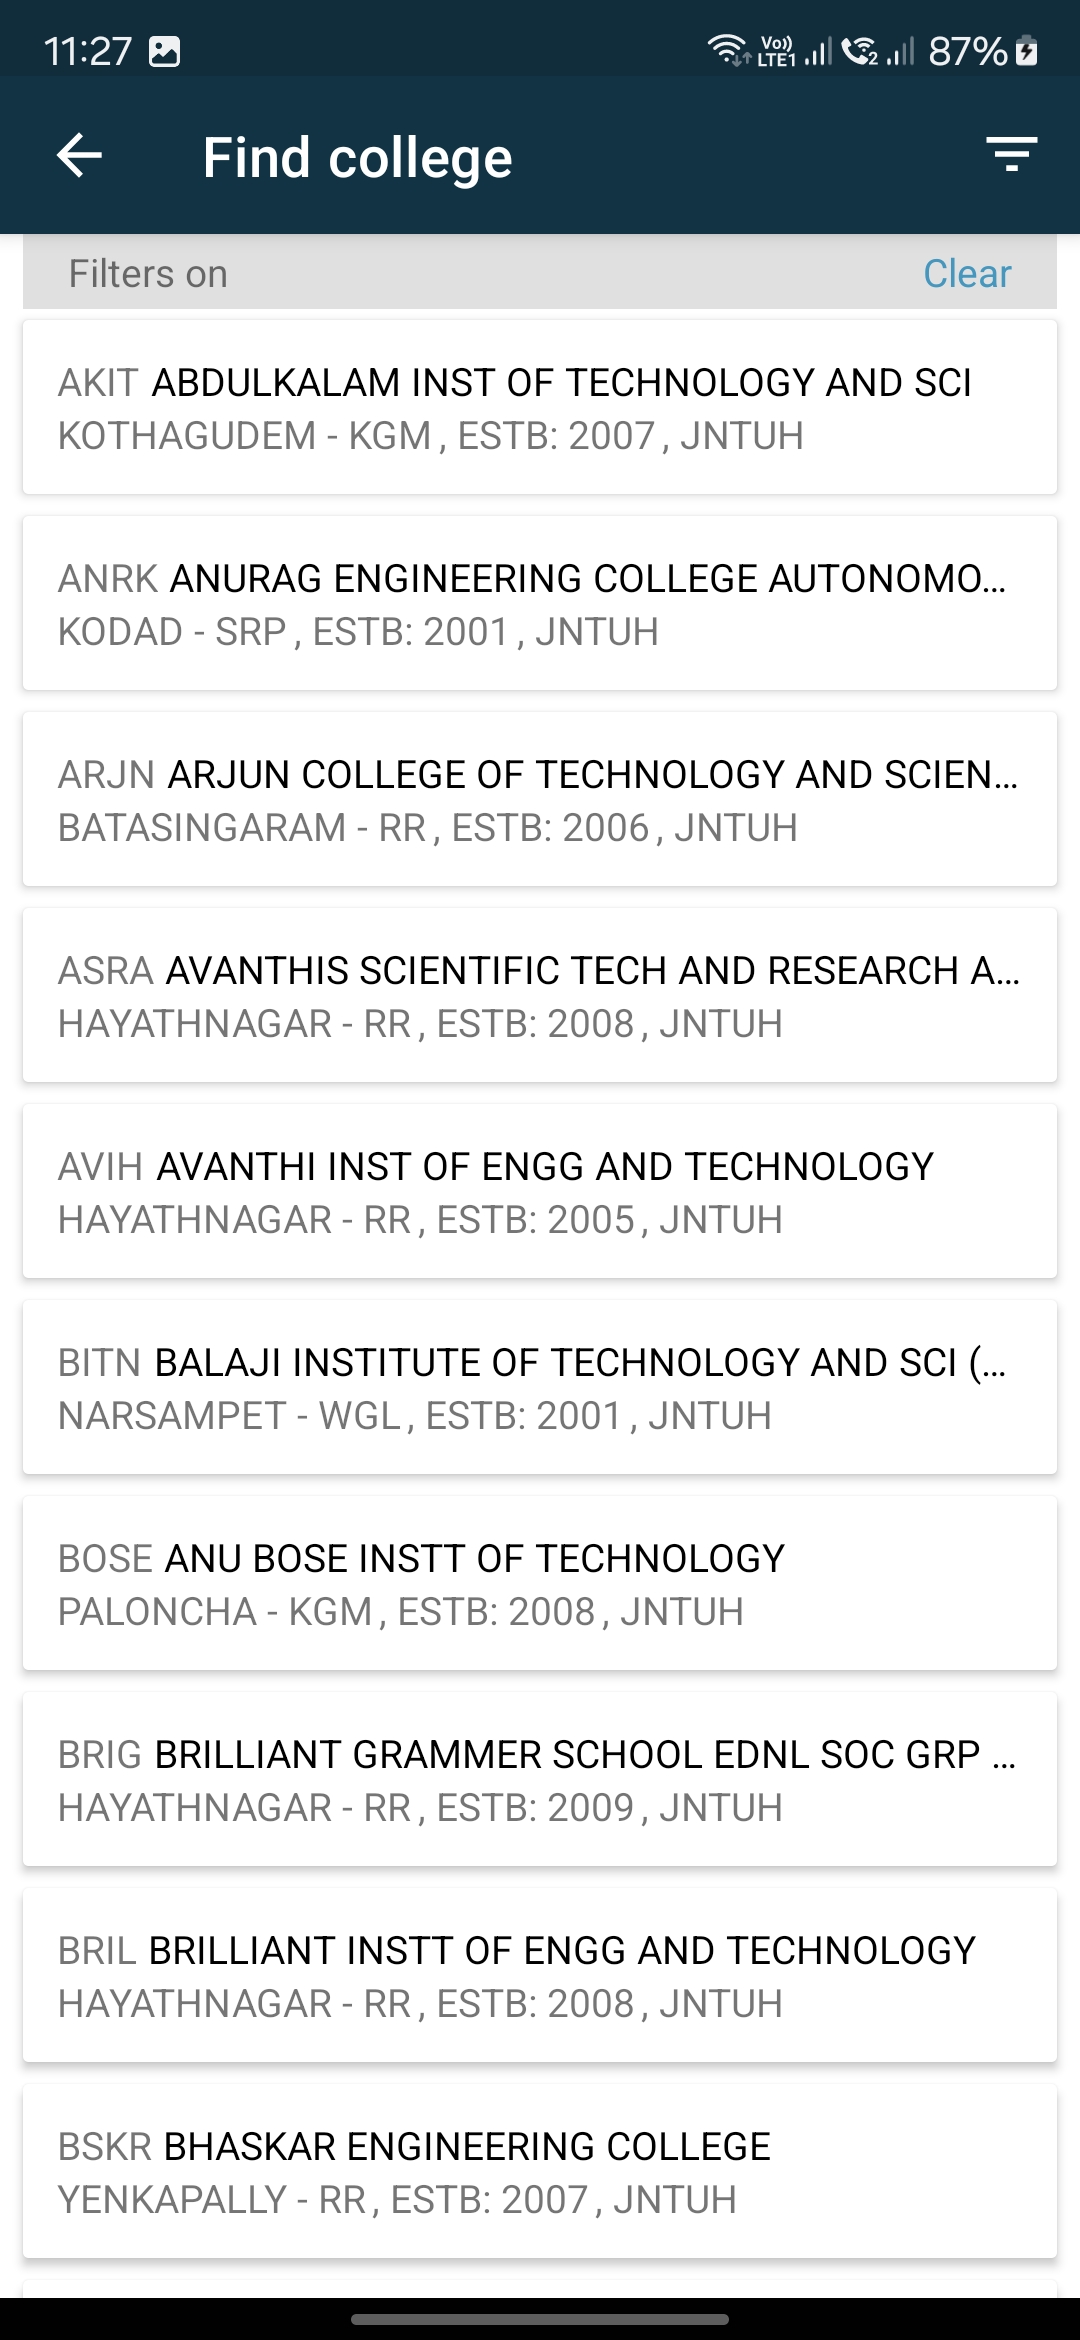 11:27 Vo)) LTE1 2 87%
Find college
Filters on Clear
AKIT ABDULKALAM INST OF TECHNOLOGY AND SCI
KOTHAGUDEM - KGM , ESTB: 2007 , JNTUH
ANRK ANURAG ENGINEERING COLLEGE AUTONOMO...
KODAD - SRP , ESTB: 2001 , JNTUH
ARJN ARJUN COLLEGE OF TECHNOLOGY AND SCIEN...
BATASINGARAM - RR , ESTB: 2006 , JNTUH
ASRA AVANTHIS SCIENTIFIC TECH AND RESEARCH A...
HAYATHNAGAR - RR , ESTB: 2008 , JNTUH
AVIH AVANTHI INST OF ENGG AND TECHNOLOGY
HAYATHNAGAR - RR , ESTB: 2005 , JNTUH
BITN BALAJI INSTITUTE OF TECHNOLOGY AND SCI (...
NARSAMPET - WGL , ESTB: 2001 , JNTUH
BOSE ANU BOSE INSTT OF TECHNOLOGY
PALONCHA - KGM , ESTB: 2008 , JNTUH
BRIG BRILLIANT GRAMMER SCHOOL EDNL SOC GRP ...
HAYATHNAGAR - RR , ESTB: 2009 , JNTUH
BRIL BRILLIANT INSTT OF ENGG AND TECHNOLOGY
HAYATHNAGAR - RR , ESTB: 2008 , JNTUH
BSKR BHASKAR ENGINEERING COLLEGE
YENKAPALLY - RR , ESTB: 2007 , JNTUH